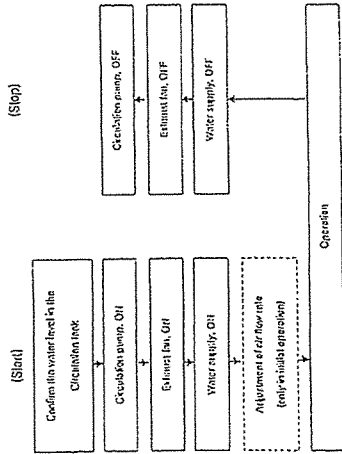 (Start)
Confirm the water level in the
Circulation tank
Circulation pump, ON
Exhaust fan, ON
Water supply, ON
Adjustment of air flow rate
(only in initial operation)
Operation
(Stop)
Circulation pump, OFF
Exhaust fan, OFF
Water supply, OFF